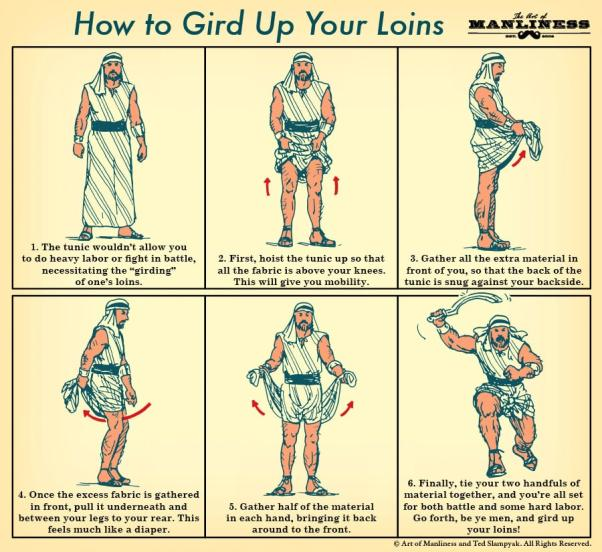 How to Gird Up Your Loins
The Art of
MANLINESS
EST. 2008
1. The tunic wouldn't allow you
to do heavy labor or fight in battle,
necessitating the "girding"
of one's loins.
2. First, hoist the tunic up so that
all the fabric is above your knees.
This will give you mobility.
3. Gather all the extra material in
front of you, so that the back of the
tunic is snug against your backside.
4. Once the excess fabric is gathered
in front, pull it underneath and
between your legs to your rear. This
feels much like a diaper.
5. Gather half of the material
in each hand, bringing it back
around to the front.
6. Finally, tie your two handfuls of
material together, and you're all set
for both battle and some hard labor.
Go forth, be ye men, and gird up
your loins!
© Art of Manliness and Ted Slampyak. All Rights Reserved.